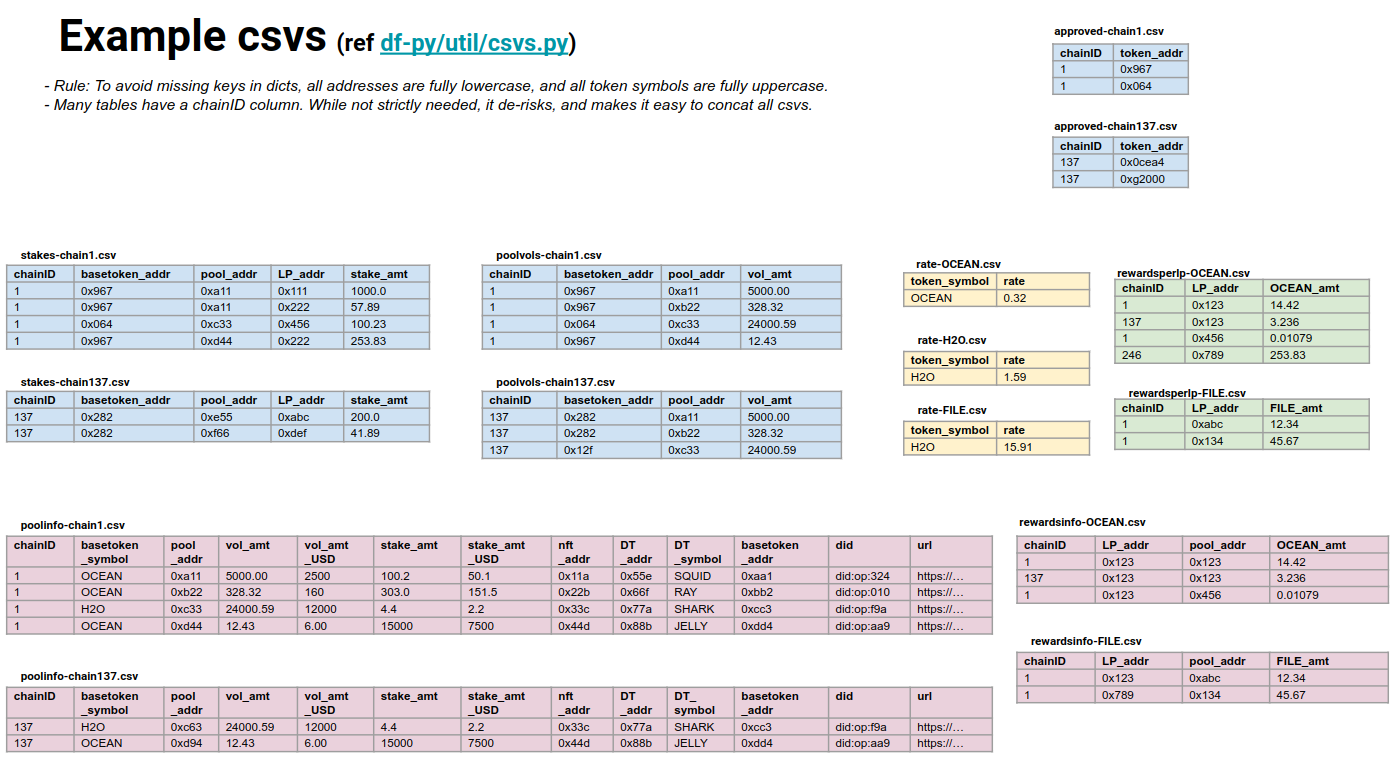 Example csvs (ref df-py/util/csvs.py)
- Rule: To avoid missing keys in dicts, all addresses are fully lowercase, and all token symbols are fully uppercase.
- Many tables have a chainID column. While not strictly needed, it de-risks, and makes it easy to concat all csvs.
approved-chain1.csv
chainID token_addr
1 0x967
1 0x064
approved-chain137.csv
chainID token_addr
137 0x0cea4
137 0xg2000
stakes-chain1.csv
chainID basetoken_addr pool_addr LP_addr stake_amt
1 0x967 0xa11 0x111 1000.0
1 0x967 0xa11 0x222 57.89
1 0x064 0xc33 0x456 100.23
1 0x967 0xd44 0x222 253.83
stakes-chain137.csv
chainID basetoken_addr pool_addr LP_addr stake_amt
137 0x282 0xe55 0xabc 200.0
137 0x282 0xf66 0xdef 41.89
poolvols-chain1.csv
chainID basetoken_addr pool_addr vol_amt
1 0x967 0xa11 5000.00
1 0x967 0xb22 328.32
1 0x064 0xc33 24000.59
1 0x967 0xd44 12.43
poolvols-chain137.csv
chainID basetoken_addr pool_addr vol_amt
137 0x282 0xa11 5000.00
137 0x282 0xb22 328.32
137 0x12f 0xc33 24000.59
rate-OCEAN.csv
token_symbol rate
OCEAN 0.32
rate-H2O.csv
token_symbol rate
H2O 1.59
rate-FILE.csv
token_symbol rate
H2O 15.91
rewardsperlp-OCEAN.csv
chainID LP_addr OCEAN_amt
1 0x123 14.42
137 0x123 3.236
1 0x456 0.01079
246 0x789 253.83
rewardsperlp-FILE.csv
chainID LP_addr FILE_amt
1 0xabc 12.34
1 0x134 45.67
poolinfo-chain1.csv
chainID basetoken pool vol_amt vol_amt stake_amt stake_amt nft DT DT basetoken did url
_symbol _addr _USD _USD _addr _addr _symbol _addr
1 OCEAN 0xa11 5000.00 2500 100.2 50.1 0x11a 0x55e SQUID 0xaa1 did:op:324 https://…
1 OCEAN 0xb22 328.32 160 303.0 151.5 0x22b 0x66f RAY 0xbb2 did:op:010 https://…
1 H2O 0xc33 24000.59 12000 4.4 2.2 0x33c 0x77a SHARK 0xcc3 did:op:f9a https://…
1 OCEAN 0xd44 12.43 6.00 15000 7500 0x44d 0x88b JELLY 0xdd4 did:op:aa9 https://…
poolinfo-chain137.csv
chainID basetoken pool vol_amt vol_amt stake_amt stake_amt nft DT DT_ basetoken did url
_symbol _addr _USD _USD _addr _addr symbol _addr
137 H2O 0xc63 24000.59 12000 4.4 2.2 0x33c 0x77a SHARK 0xcc3 did:op:f9a https://…
137 OCEAN 0xd94 12.43 6.00 15000 7500 0x44d 0x88b JELLY 0xdd4 did:op:aa9 https://…
rewardsinfo-OCEAN.csv
chainID LP_addr pool_addr OCEAN_amt
1 0x123 0x123 14.42
137 0x123 0x123 3.236
1 0x123 0x456 0.01079
rewardsinfo-FILE.csv
chainID LP_addr pool_addr FILE_amt
1 0x123 0xabc 12.34
1 0x789 0x134 45.67